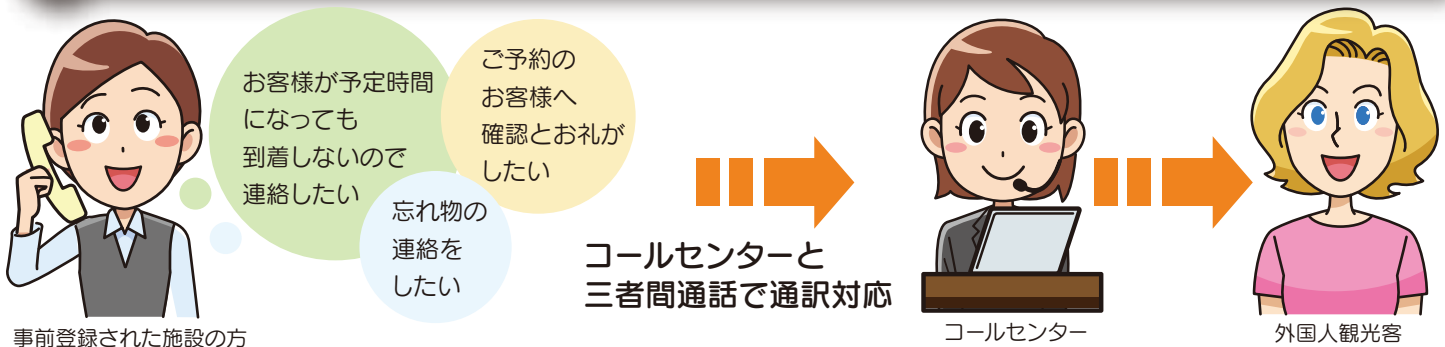 お客様が予定時間
になっても
到着しないので
連絡したい
ご予約の
お客様へ
確認とお礼が
したい
忘れ物の
連絡を
したい
コールセンターと
三者間通話で通訳対応
事前登録された施設の方
コールセンター
外国人観光客